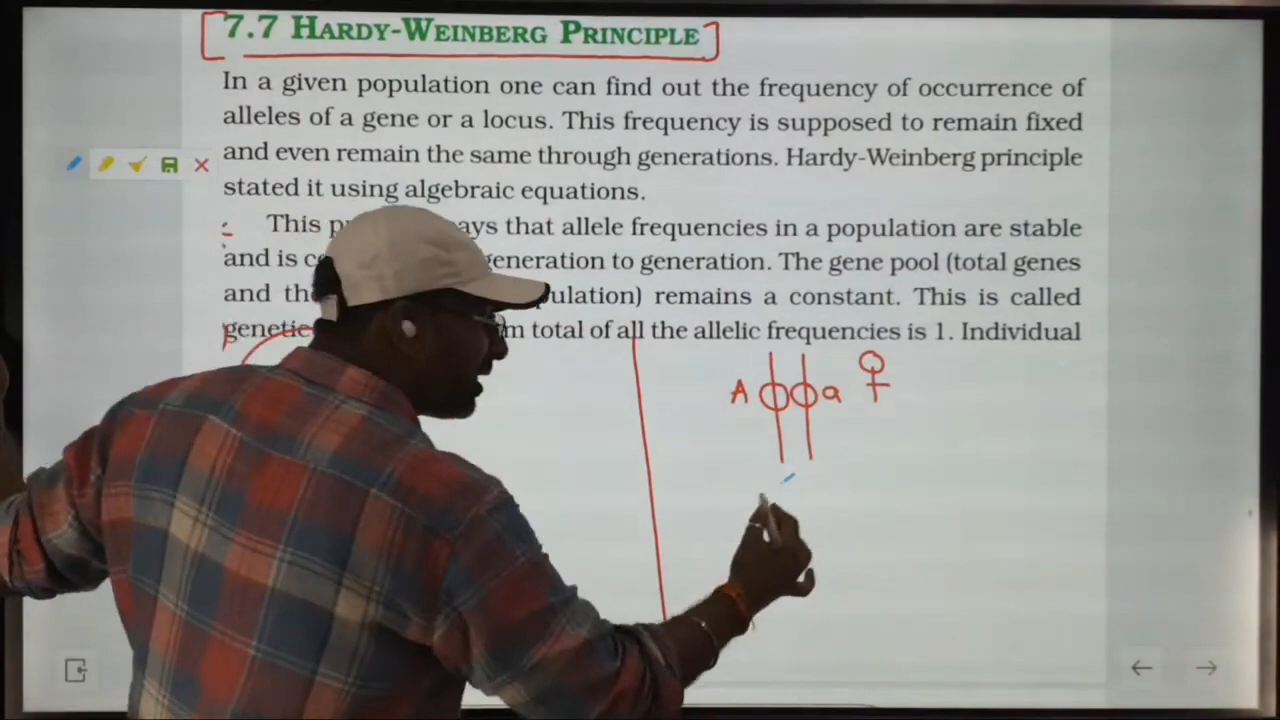 7.7 HARDY-WEINBERG PRINCIPLE
In a given population one can find out the frequency of occurrence of
alleles of a gene or a locus. This frequency is supposed to remain fixed
and even remain the same through generations. Hardy-Weinberg principle
stated it using algebraic equations.
This that allele frequencies in a population are stable
and is generation to generation. The gene pool (total genes
and remains a constant. This is called
total of all the allelic frequencies is 1. Individual
A a ♀